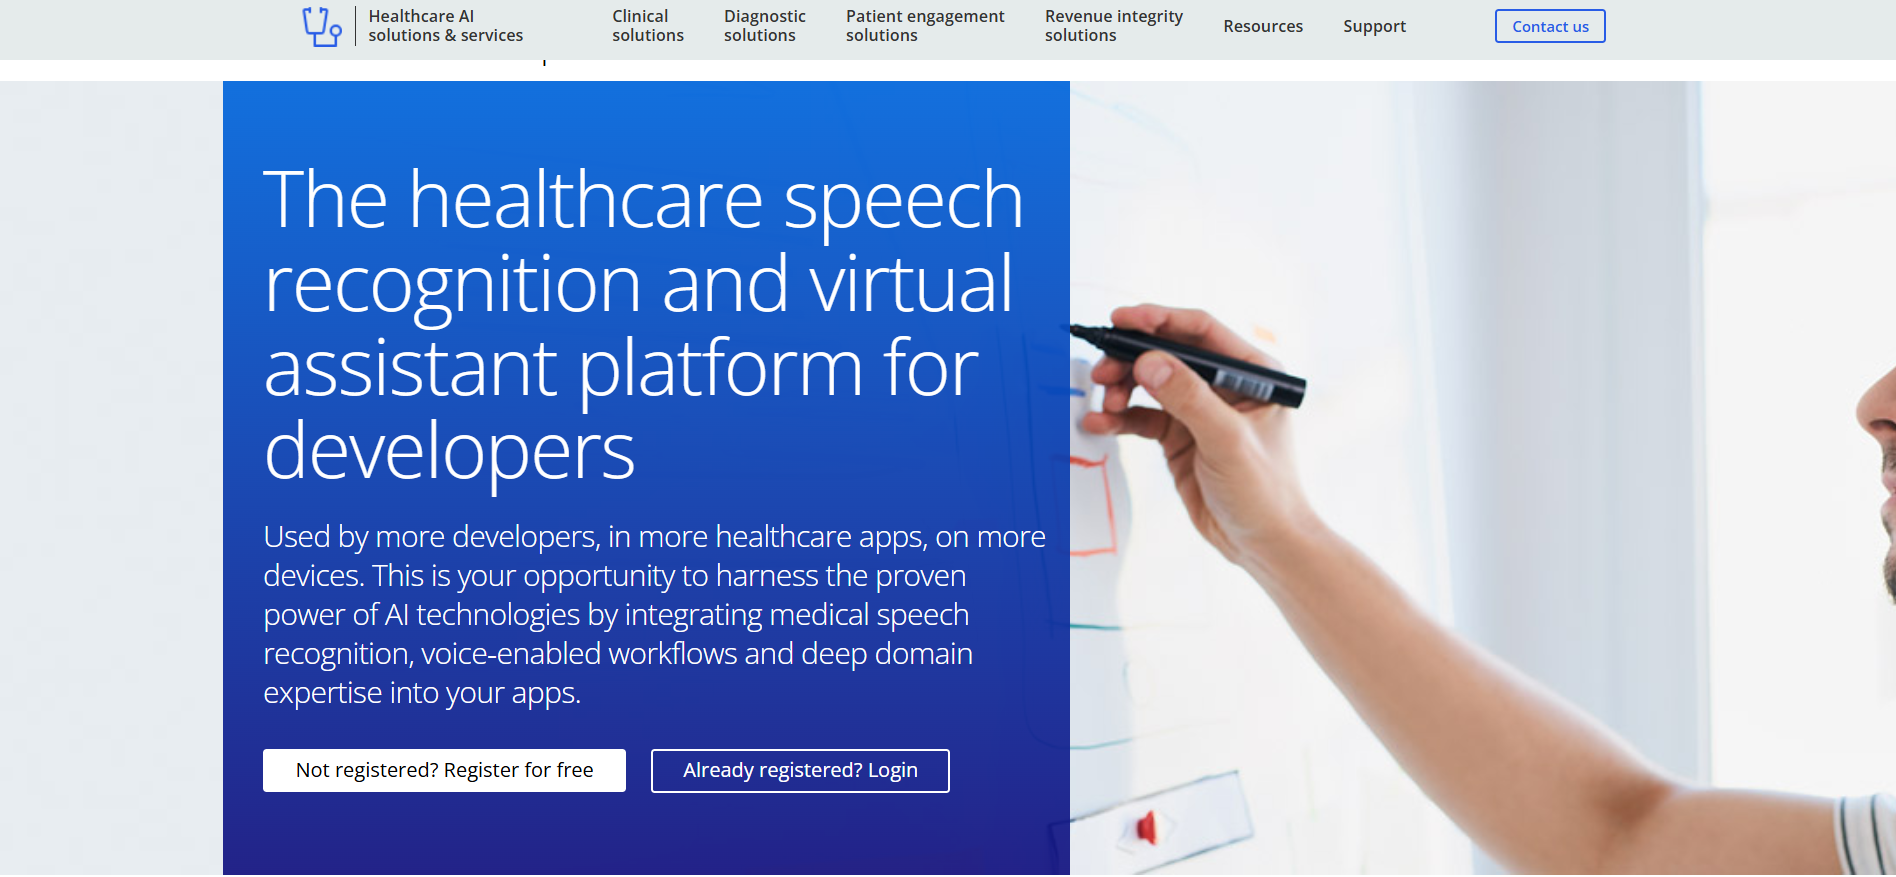 Healthcare AI
solutions & services
Clinical
solutions
Diagnostic
solutions
Patient engagement
solutions
Revenue integrity
solutions
Resources
Support
Contact us
The healthcare speech
recognition and virtual
assistant platform for
developers
Used by more developers, in more healthcare apps, on more
devices. This is your opportunity to harness the proven
power of AI technologies by integrating medical speech
recognition, voice-enabled workflows and deep domain
expertise into your apps.
Not registered? Register for free
Already registered? Login